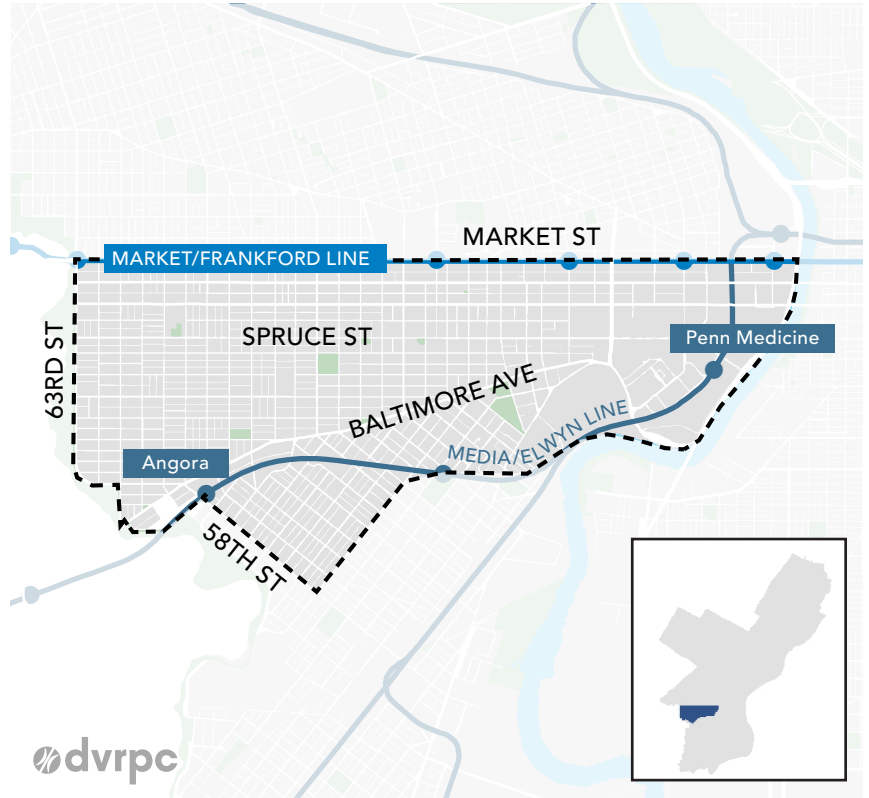 MARKET ST
MARKET/FRANKFORD LINE
SPRUCE ST
Penn Medicine
63RD ST
BALTIMORE AVE
MEDIA/ELWYN LINE
Angora
58TH ST
dvrpc